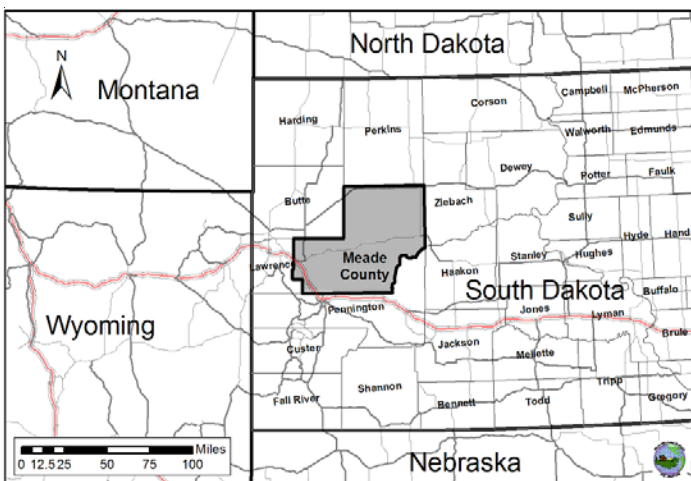 North Dakota
N
Montana
Campbell
McPherson
Corson
Harding
Perkins
Walworth
Edmunds
Dewey
Potter
Faulk
Butte
Ziebach
Sully
Hyde
Hand
Meade
County
Stanley
Hughes
Lawrence
Haakon
South Dakota
Buffalo
Wyoming
Pennington
Jones
Lyman
Brule
Jackson
Custer
Mellette
Shannon
Tripp
Fall River
Bennett
Todd
Gregory
Miles
0 12.5 25 50 75 100
Nebraska